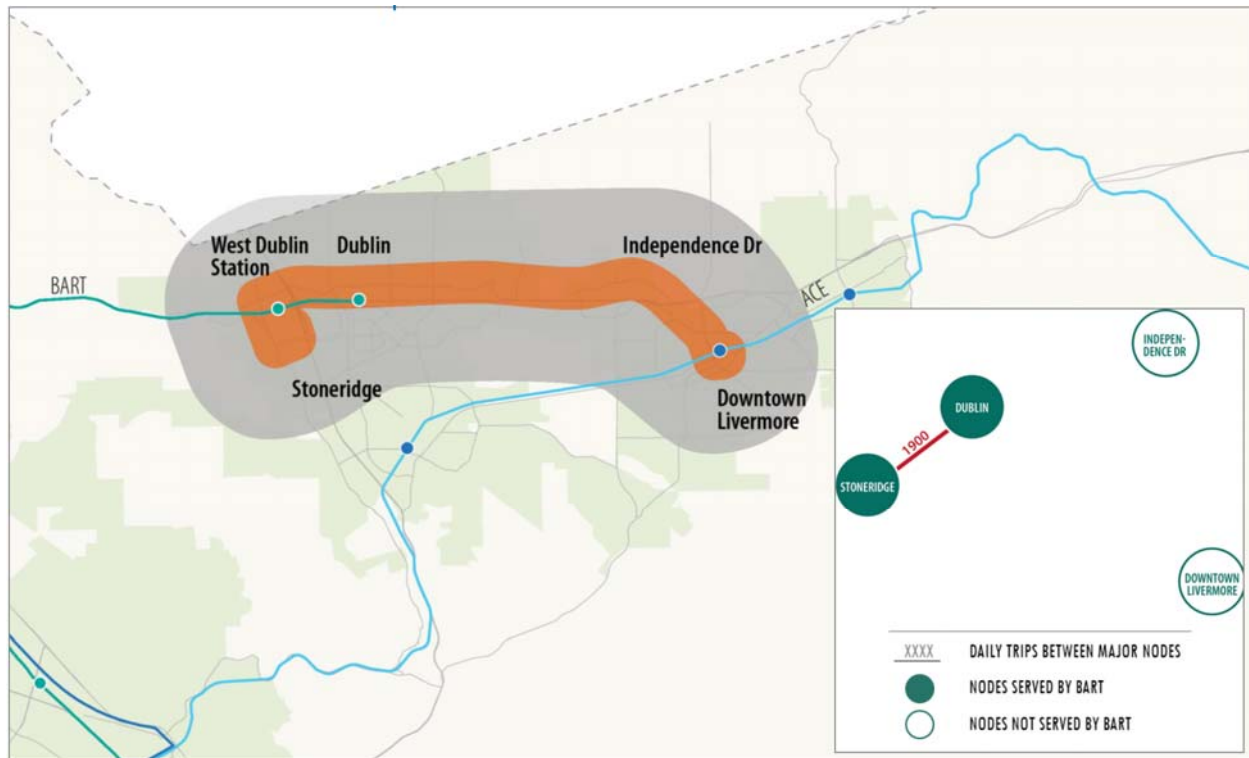 West Dublin
Station
Dublin
Independence Dr
BART
ACE
Stoneridge
Downtown
Livermore
INDEPEN-
DENCE DR
DUBLIN
1900
STONERIDGE
DOWNTOWN
LIVERMORE
XXXX DAILY TRIPS BETWEEN MAJOR NODES
NODES SERVED BY BART
NODES NOT SERVED BY BART